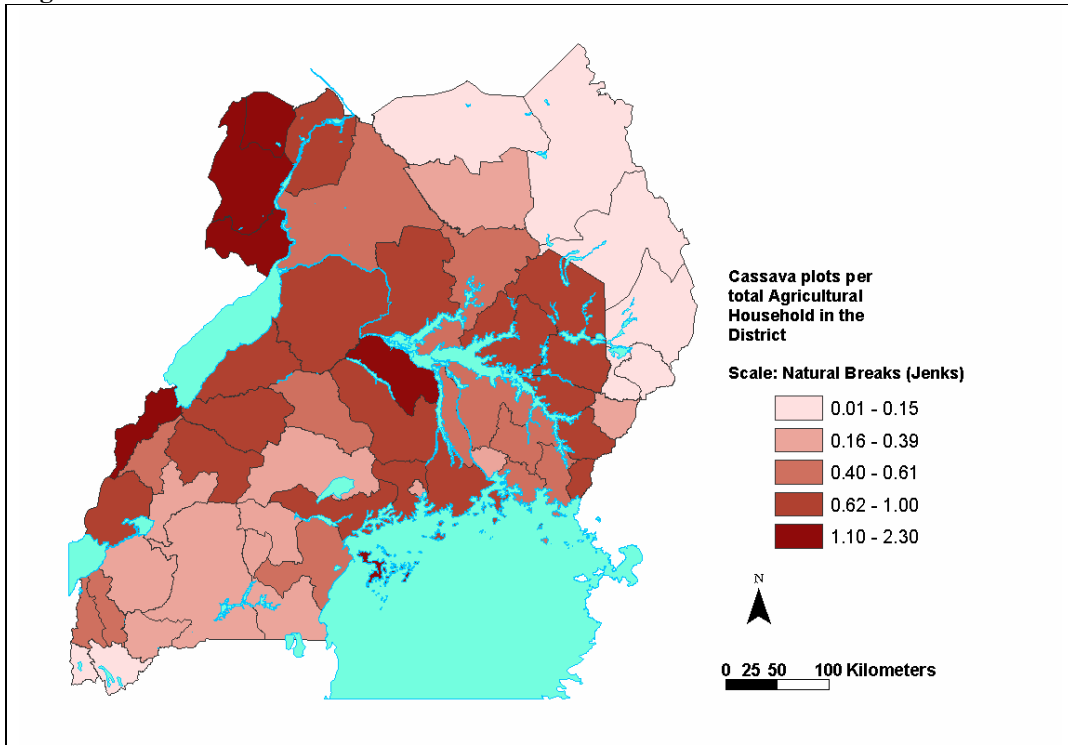 Cassava plots per
total Agricultural
Household in the
District
Scale: Natural Breaks (Jenks)
0.01 - 0.15
0.16 - 0.39
0.40 - 0.61
0.62 - 1.00
1.10 - 2.30
N
0 25 50 100 Kilometers